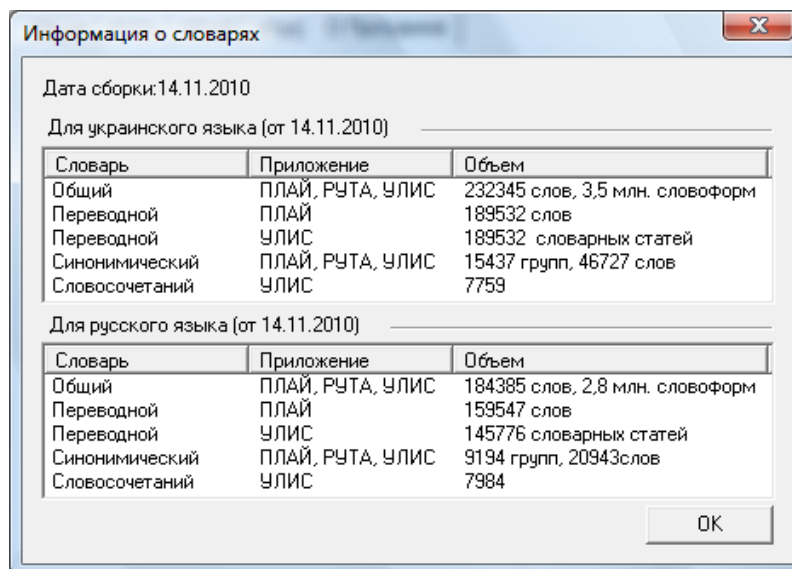 Информация о словарях
Дата сборки:14.11.2010
Для украинского языка (от 14.11.2010)
Словарь Приложение Объем
Общий ПЛАЙ, РУТА, УЛИС 232345 слов, 3,5 млн. словоформ
Переводной ПЛАЙ 189532 слов
Переводной УЛИС 189532 словарных статей
Синонимический ПЛАЙ, РУТА, УЛИС 15437 групп, 46727 слов
Словосочетаний УЛИС 7759
Для русского языка (от 14.11.2010)
Словарь Приложение Объем
Общий ПЛАЙ, РУТА, УЛИС 184385 слов, 2,8 млн. словоформ
Переводной ПЛАЙ 159547 слов
Переводной УЛИС 145776 словарных статей
Синонимический ПЛАЙ, РУТА, УЛИС 9194 групп, 20943слов
Словосочетаний УЛИС 7984
OK